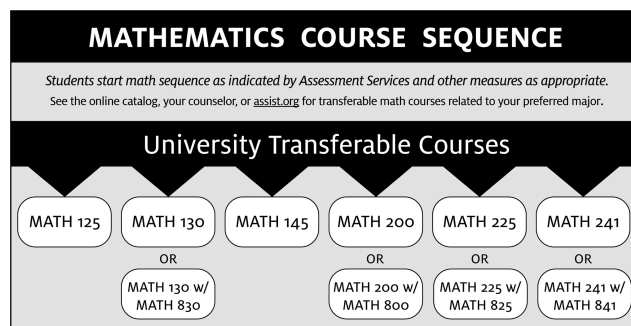 MATHEMATICS COURSE SEQUENCE
Students start math sequence as indicated by Assessment Services and other measures as appropriate.
See the online catalog, your counselor, or assist.org for transferable math courses related to your preferred major.
University Transferable Courses
MATH 125 MATH 130 MATH 145 MATH 200 MATH 225 MATH 241
OR OR OR OR
MATH 130 w/ MATH 200 w/ MATH 225 w/ MATH 241 w/
MATH 830 MATH 800 MATH 825 MATH 841